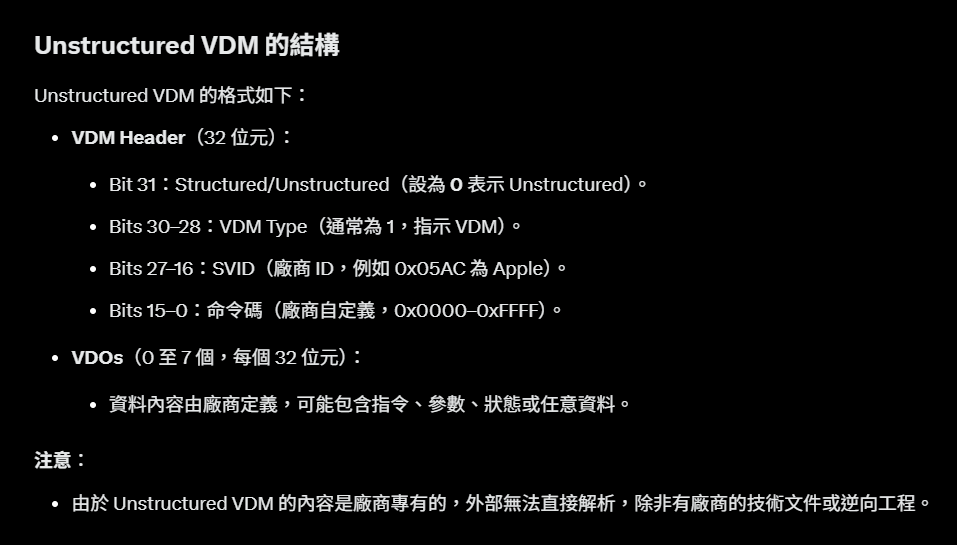 Unstructured VDM 的結構
Unstructured VDM 的格式如下：
• VDM Header（32 位元）：
• Bit 31：Structured/Unstructured（設為 0 表示 Unstructured）。
• Bits 30–28：VDM Type（通常為 1，指示 VDM）。
• Bits 27–16：SVID（廠商 ID，例如 0x05AC 為 Apple）。
• Bits 15–0：命令碼（廠商自定義，0x0000–0xFFFF）。
• VDOs（0 至 7 個，每個 32 位元）：
• 資料內容由廠商定義，可能包含指令、參數、狀態或任意資料。
注意：
• 由於 Unstructured VDM 的內容是廠商專有的，外部無法直接解析，除非有廠商的技術文件或逆向工程。